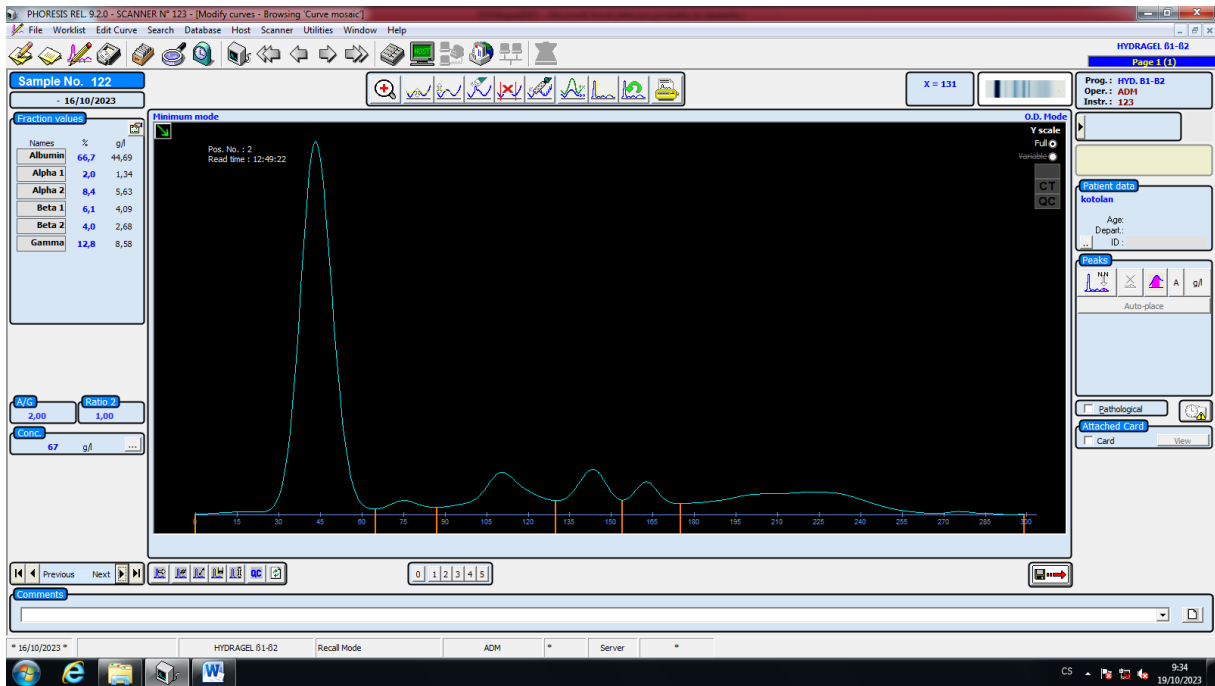 PHORESIS REL. 9.2.0 - SCANNER N° 123 - [Modify curves - Browsing 'Curve mosaic']
File Worklist Edit Curve Search Database Host Scanner Utilities Window Help
HYDRAGEL ß1-ß2
Page 1 (1)
Sample No. 122
- 16/10/2023
X = 131
Prog.: HYD. B1-B2
Oper.: ADM
Instr.: 123
Fraction values
Names % g/l
Albumin 66,7 44,69
Alpha 1 2,0 1,34
Alpha 2 8,4 5,63
Beta 1 6,1 4,09
Beta 2 4,0 2,68
Gamma 12,8 8,58
A/G
2,00
Ratio 2
1,00
Conc.
67 g/l ...
Minimum mode
O.D. Mode
Pos. No. : 2
Read time : 12:49:22
Y scale
Full
Variable
CT
QC
15 30 45 60 75 90 105 120 135 150 165 180 195 210 225 240 255 270 285 300
Patient data
kotolan
Age:
Depart.:
.. ID :
Peaks
A g/l
Auto-place
Pathological
Attached Card
Card View
Previous Next
QC
0 1 2 3 4 5
Comments
* 16/10/2023 * HYDRAGEL ß1-ß2 Recall Mode ADM * Server *
CS
9:34
19/10/2023